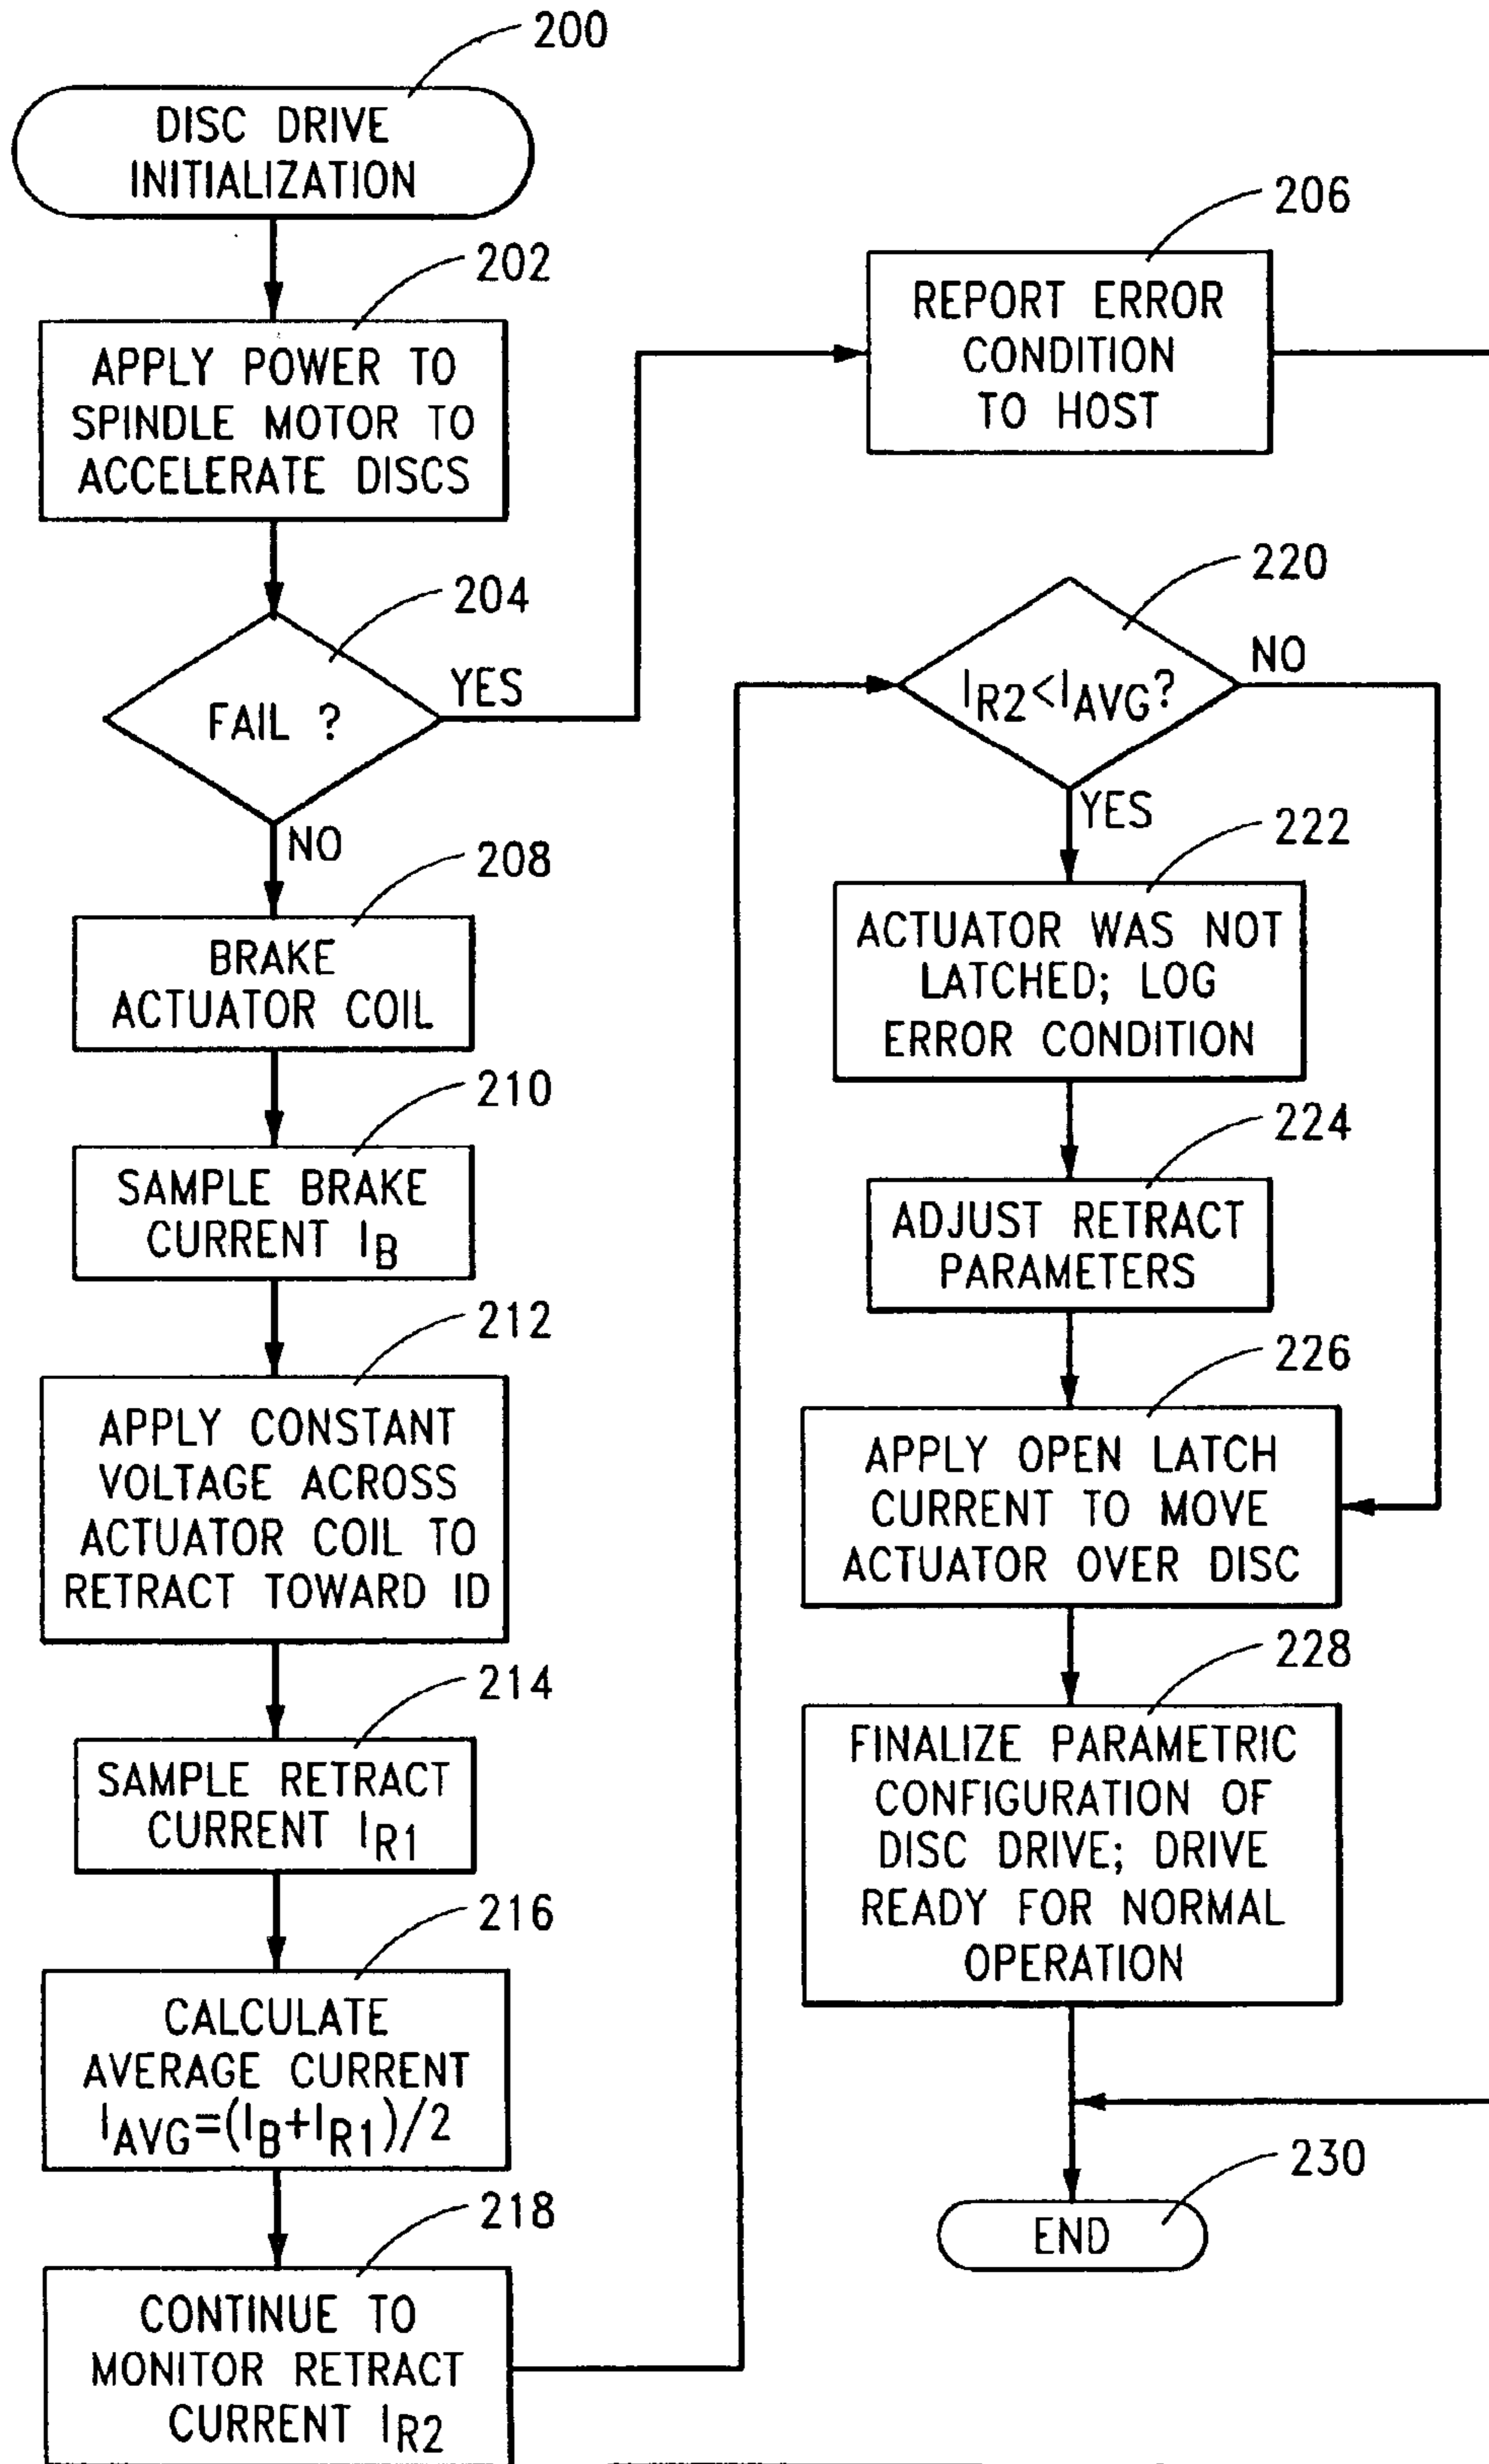 200
DISC DRIVE
INITIALIZATION
202
APPLY POWER TO
SPINDLE MOTOR TO
ACCELERATE DISCS
204
FAIL ?
YES
NO
206
REPORT ERROR
CONDITION
TO HOST
208
BRAKE
ACTUATOR COIL
210
SAMPLE BRAKE
CURRENT IB
212
APPLY CONSTANT
VOLTAGE ACROSS
ACTUATOR COIL TO
RETRACT TOWARD ID
214
SAMPLE RETRACT
CURRENT IR1
216
CALCULATE
AVERAGE CURRENT
IAVG=(IB+IR1)/2
218
CONTINUE TO
MONITOR RETRACT
CURRENT IR2
220
IR2<IAVG?
NO
YES
222
ACTUATOR WAS NOT
LATCHED; LOG
ERROR CONDITION
224
ADJUST RETRACT
PARAMETERS
226
APPLY OPEN LATCH
CURRENT TO MOVE
ACTUATOR OVER DISC
228
FINALIZE PARAMETRIC
CONFIGURATION OF
DISC DRIVE; DRIVE
READY FOR NORMAL
OPERATION
230
END